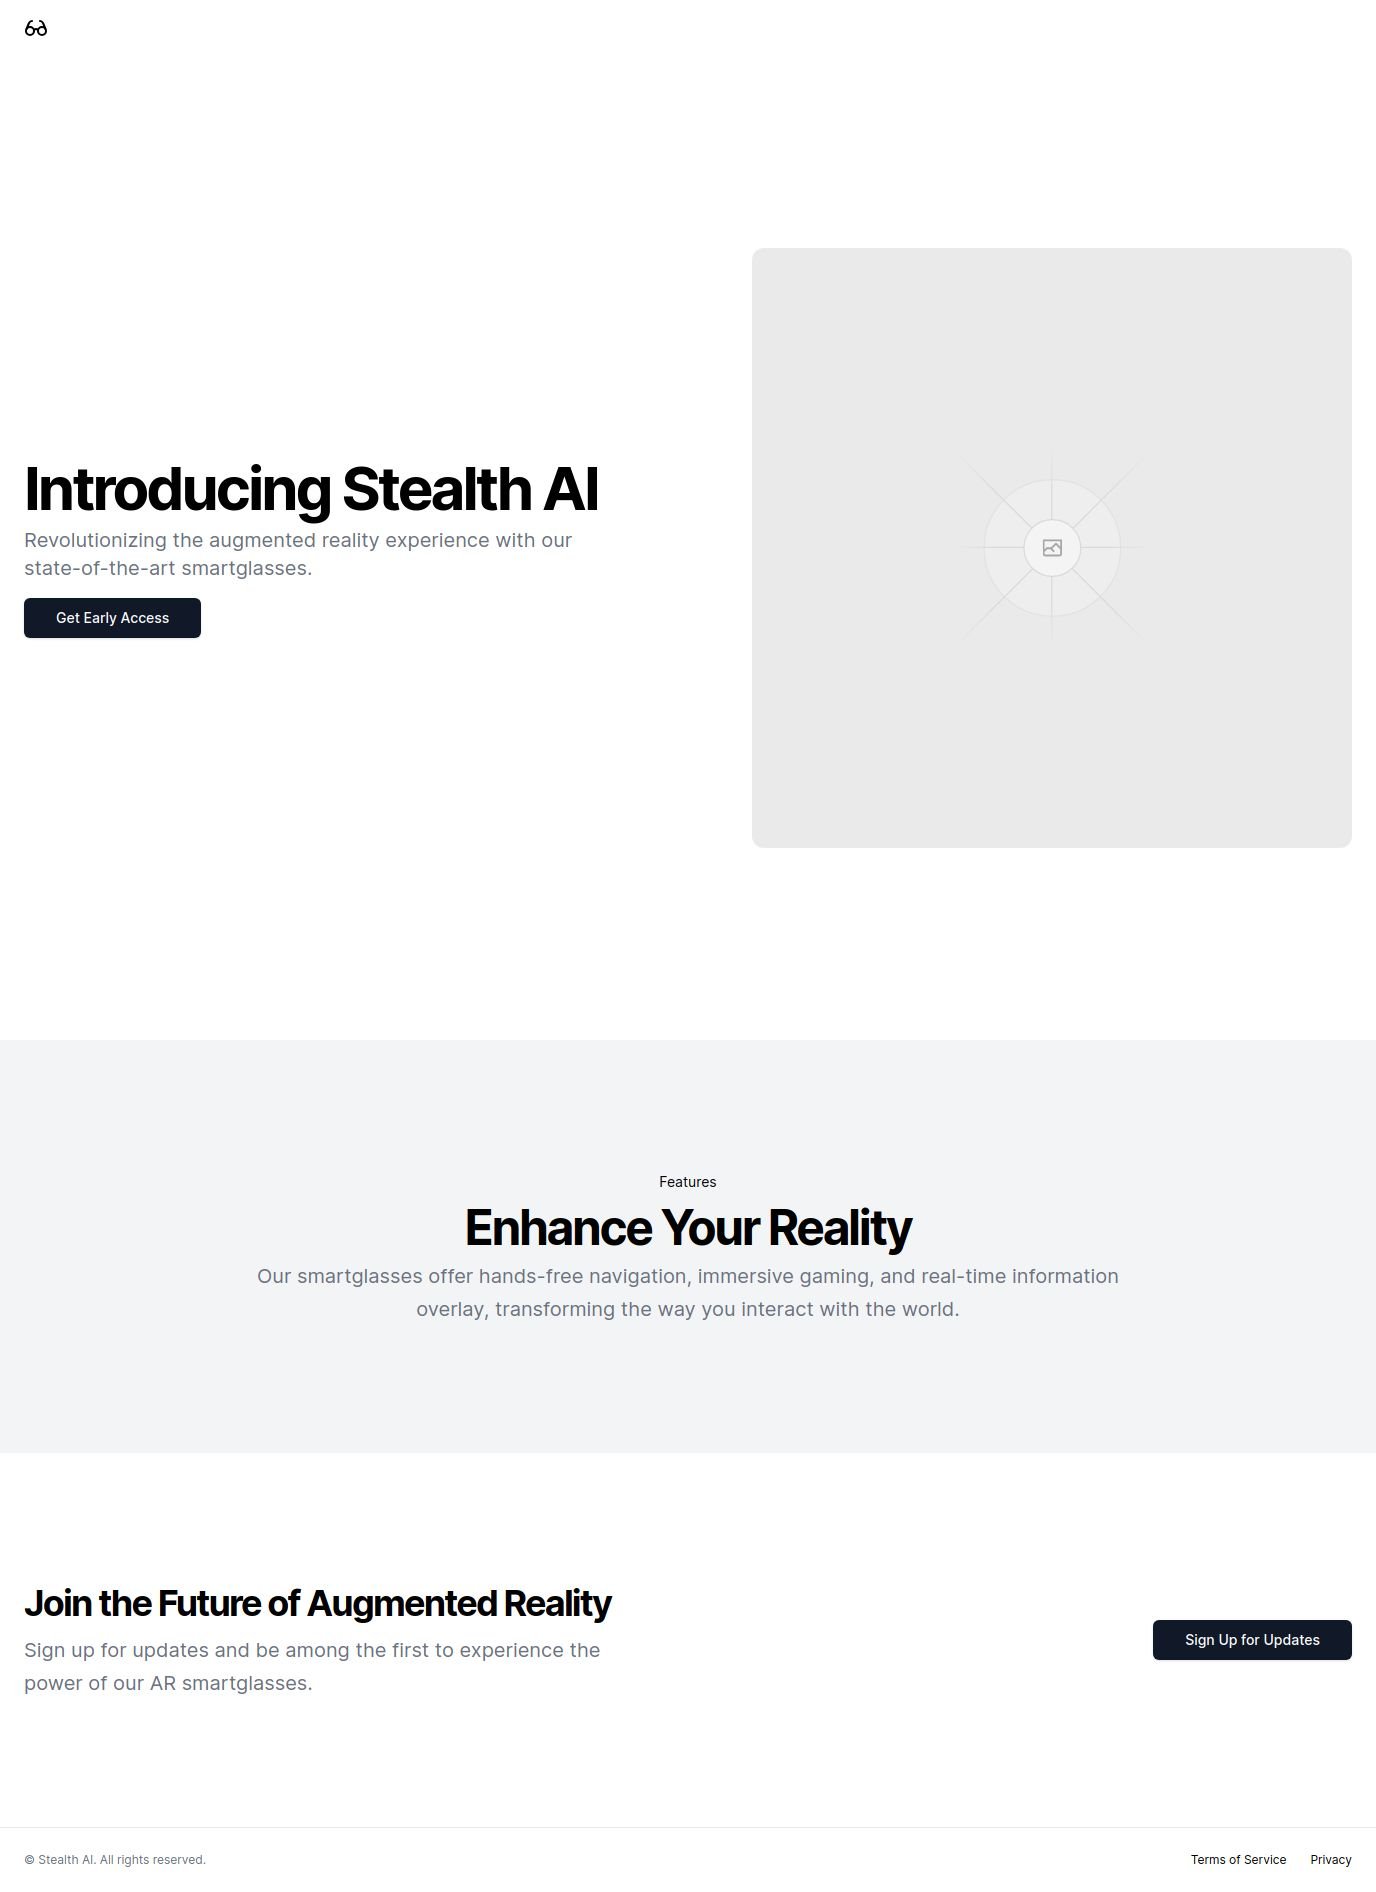 Introducing Stealth AI
Revolutionizing the augmented reality experience with our
state-of-the-art smartglasses.
Get Early Access
Features
Enhance Your Reality
Our smartglasses offer hands-free navigation, immersive gaming, and real-time information
overlay, transforming the way you interact with the world.
Join the Future of Augmented Reality
Sign up for updates and be among the first to experience the
power of our AR smartglasses.
Sign Up for Updates
© Stealth AI. All rights reserved.
Terms of Service
Privacy